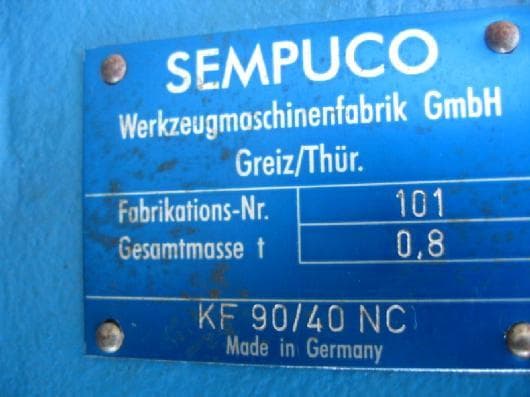 SEMPUCO
Werkzeugmaschinenfabrik GmbH
Greiz/Thür.
Fabrikations-Nr. 101
Gesamtmasse t 0,8
KF 90/40 NC
Made in Germany